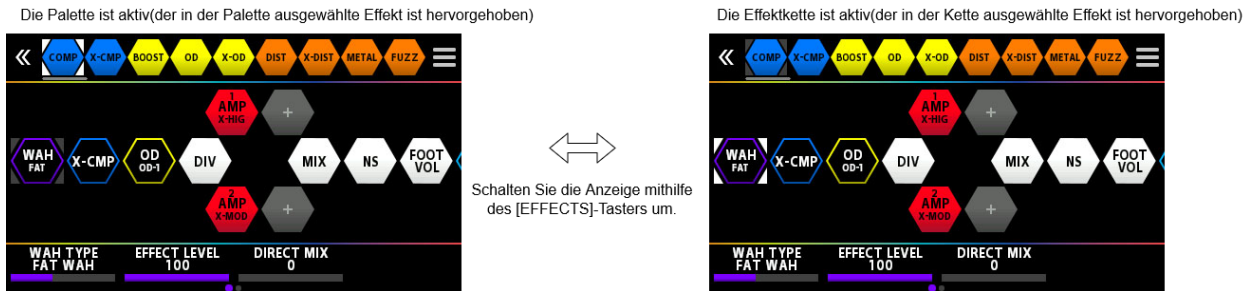 Die Palette ist aktiv(der in der Palette ausgewählte Effekt ist hervorgehoben)
COMP X-CMP BOOST OD X-OD DIST X-DIST METAL FUZZ
1
AMP
X-HIG
+
WAH
FAT
X-CMP
OD
OD-1
DIV
MIX
NS
FOOT
VOL
2
AMP
X-MOD
+
WAH TYPE
FAT WAH
EFFECT LEVEL
100
DIRECT MIX
0
Schalten Sie die Anzeige mithilfe
des [EFFECTS]-Tasters um.
Die Effektkette ist aktiv(der in der Kette ausgewählte Effekt ist hervorgehoben)
COMP X-CMP BOOST OD X-OD DIST X-DIST METAL FUZZ
1
AMP
X-HIG
+
WAH
FAT
X-CMP
OD
OD-1
DIV
MIX
NS
FOOT
VOL
2
AMP
X-MOD
+
WAH TYPE
FAT WAH
EFFECT LEVEL
100
DIRECT MIX
0